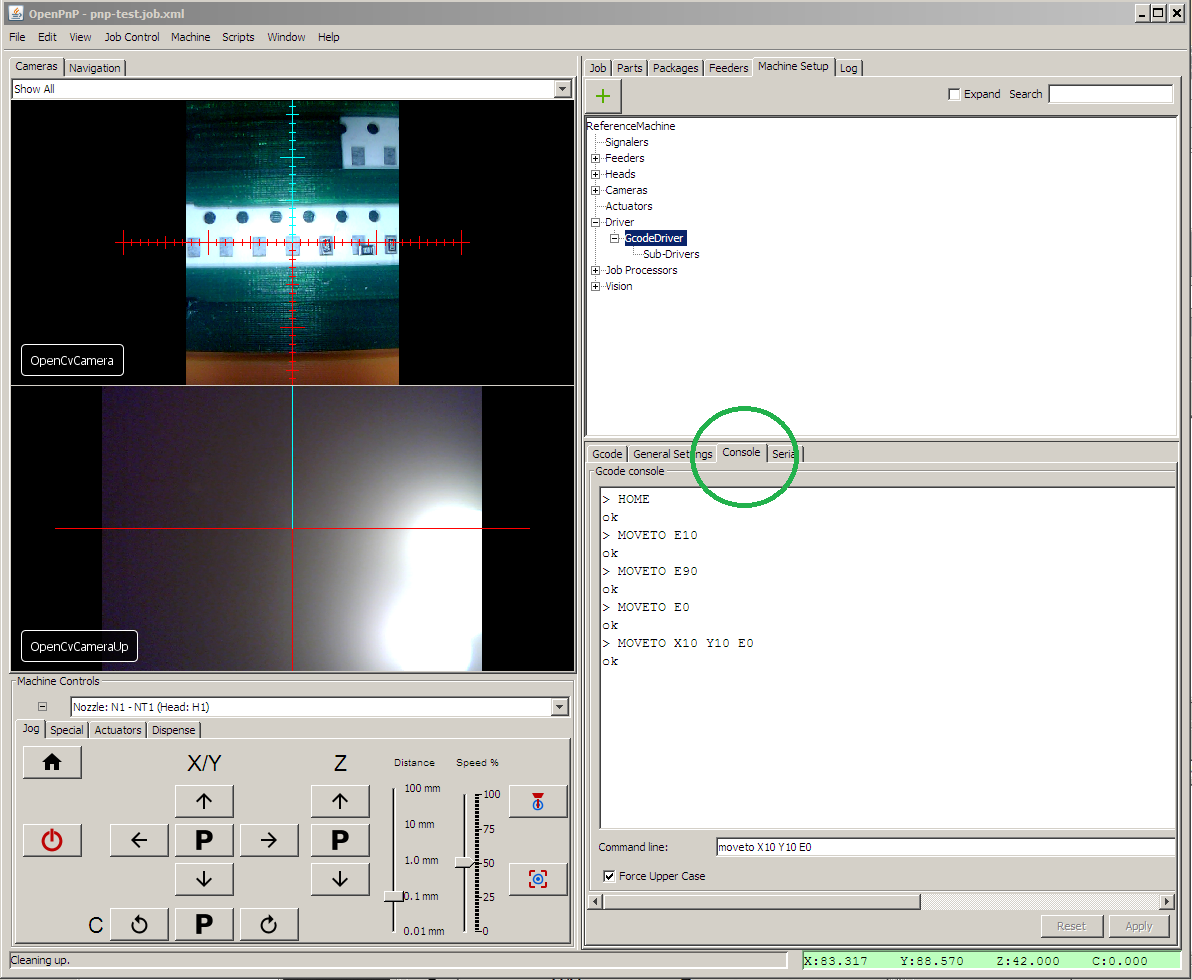 OpenPnP - pnp-test.job.xml
File Edit View Job Control Machine Scripts Window Help
Cameras Navigation
Show All
OpenCvCamera
OpenCvCameraUp
Machine Controls
Nozzle: N1 - NT1 (Head: H1)
Jog Special Actuators Dispense
X/Y Z Distance Speed %
100 mm 100
10 mm 75
P P 1.0 mm 50
0.1 mm 25
C P 0.01 mm 0
Job Parts Packages Feeders Machine Setup Log
Expand Search
ReferenceMachine
Signalers
Feeders
Heads
Cameras
Actuators
Driver
GcodeDriver
Sub-Drivers
Job Processors
Vision
Gcode General Settings Console Serial
Gcode console
> HOME
ok
> MOVETO E10
ok
> MOVETO E90
ok
> MOVETO E0
ok
> MOVETO X10 Y10 E0
ok
Command line: moveto X10 Y10 E0
Force Upper Case
Reset Apply
Cleaning up. X:83.317 Y:88.570 Z:42.000 C:0.000